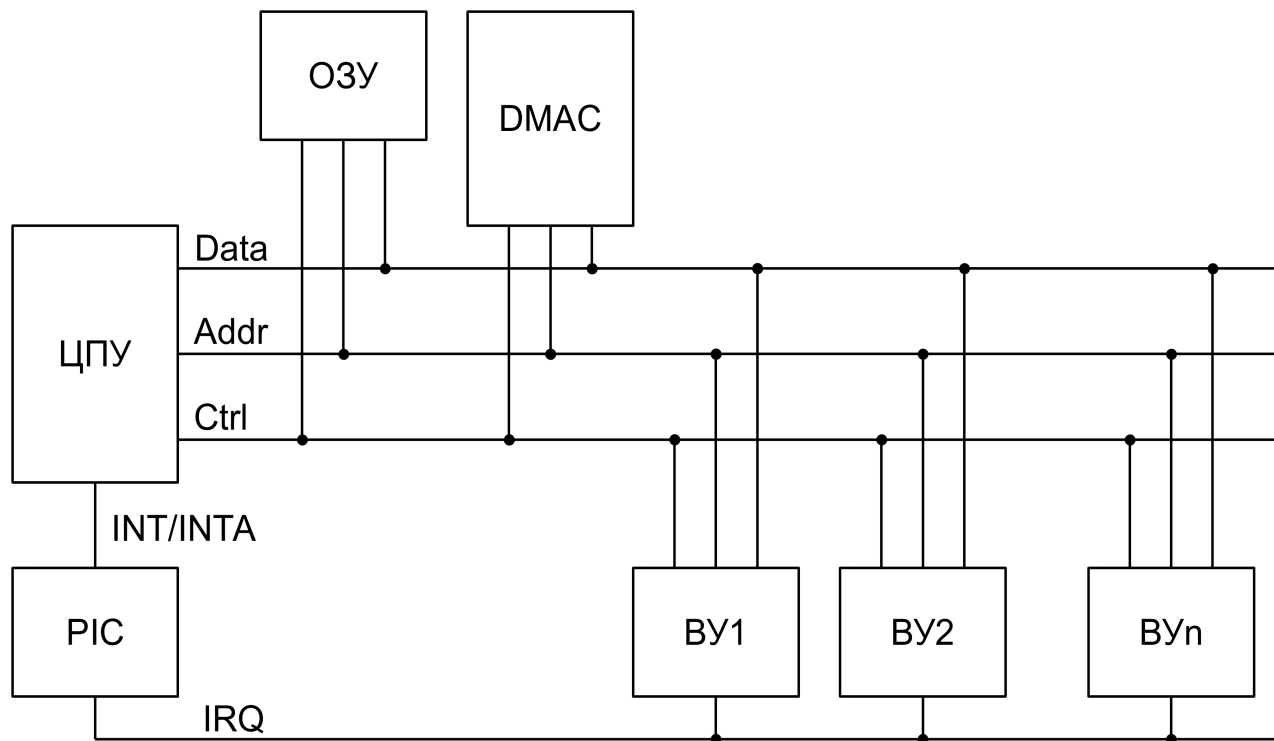 ОЗУ
DMAC
Data
Addr
ЦПУ
Ctrl
INT/INTA
PIC
ВУ1
ВУ2
ВУn
IRQ